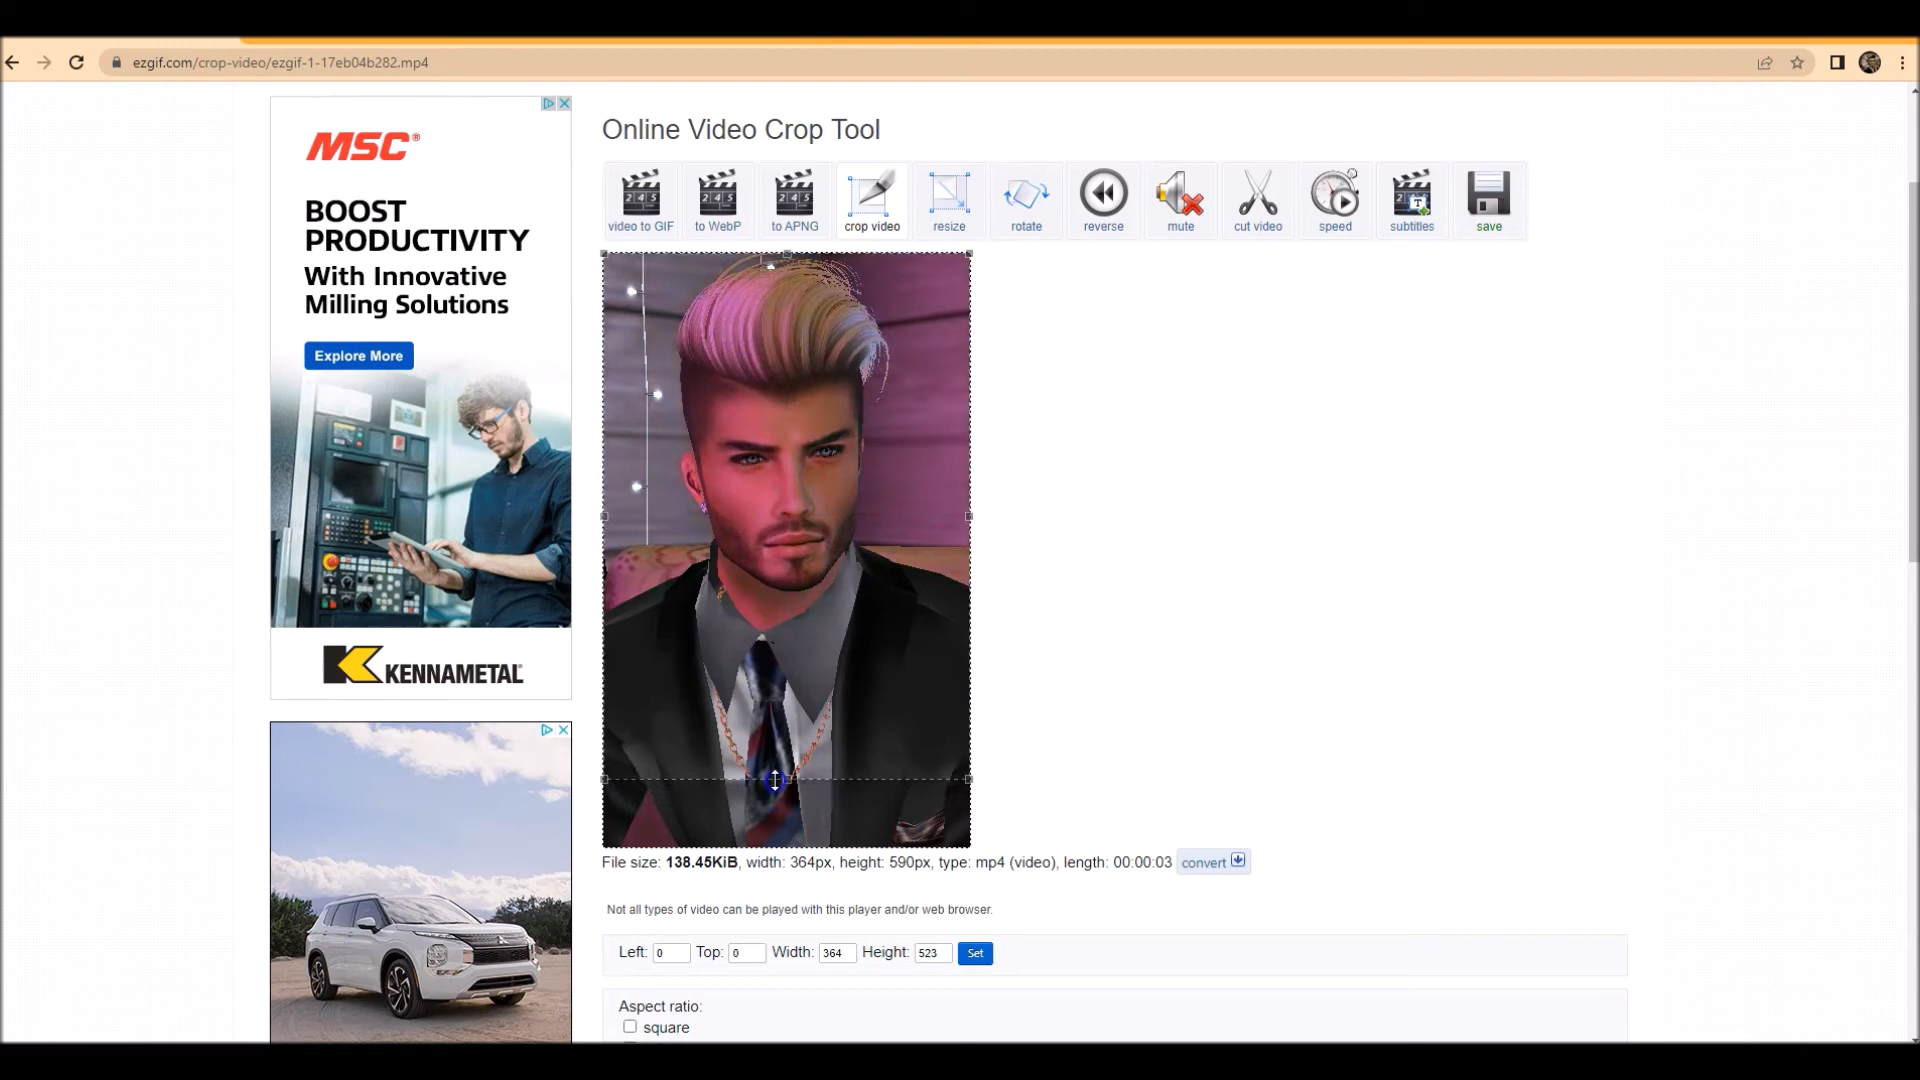 ezgif.com/crop-video/ezgif-1-17eb04b282.mp4
MSC®
BOOST
PRODUCTIVITY
With Innovative
Milling Solutions
Explore More
KENNAMETAL
Online Video Crop Tool
video to GIF
to WebP
to APNG
crop video
resize
rotate
reverse
mute
cut video
speed
subtitles
save
File size: 138.45KiB, width: 364px, height: 590px, type: mp4 (video), length: 00:00:03 convert
Not all types of video can be played with this player and/or web browser.
Left: 0 Top: 0 Width: 364 Height: 523 Set
Aspect ratio:
square